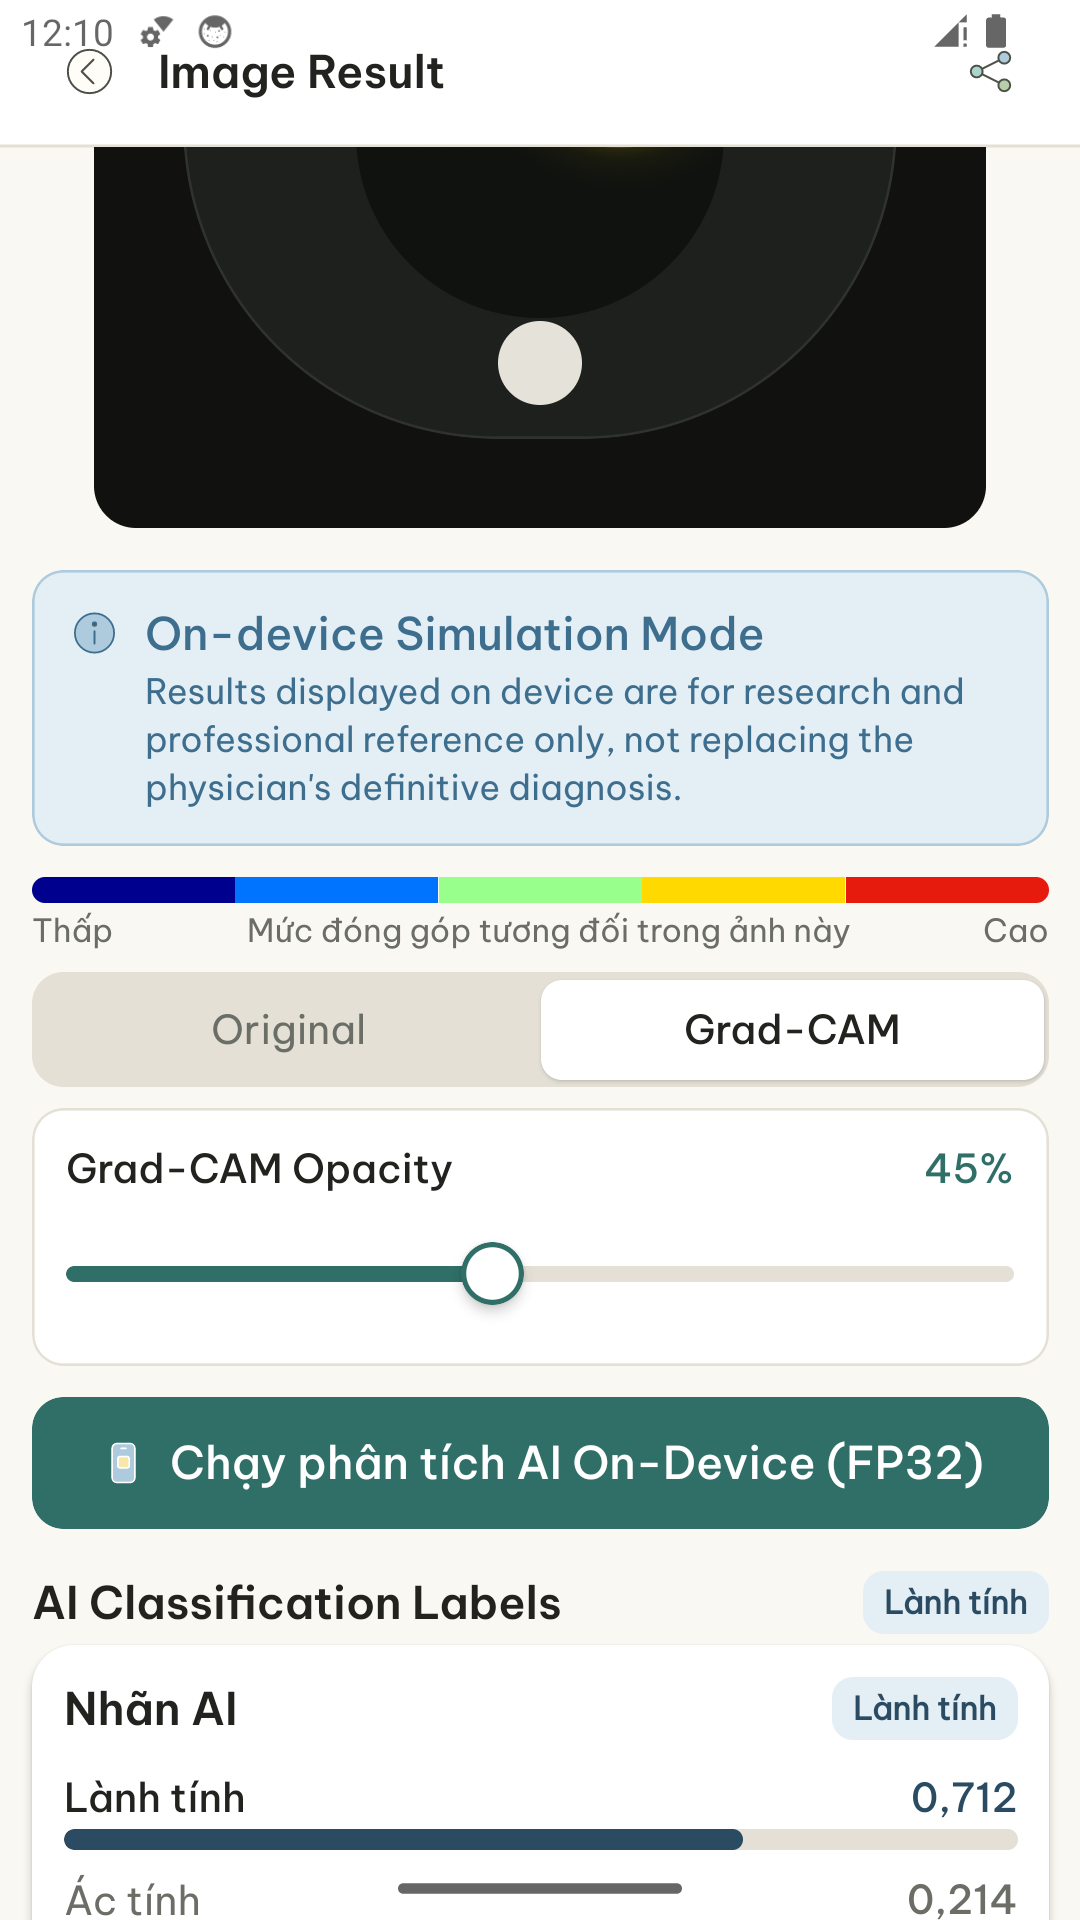 12:10
Image Result
On-device Simulation Mode
Results displayed on device are for research and
professional reference only, not replacing the
physician's definitive diagnosis.
Thấp Mức đóng góp tương đối trong ảnh này Cao
Original Grad-CAM
Grad-CAM Opacity 45%
Chạy phân tích AI On-Device (FP32)
AI Classification Labels Lành tính
Nhãn AI Lành tính
Lành tính 0,712
Ác tính 0,214